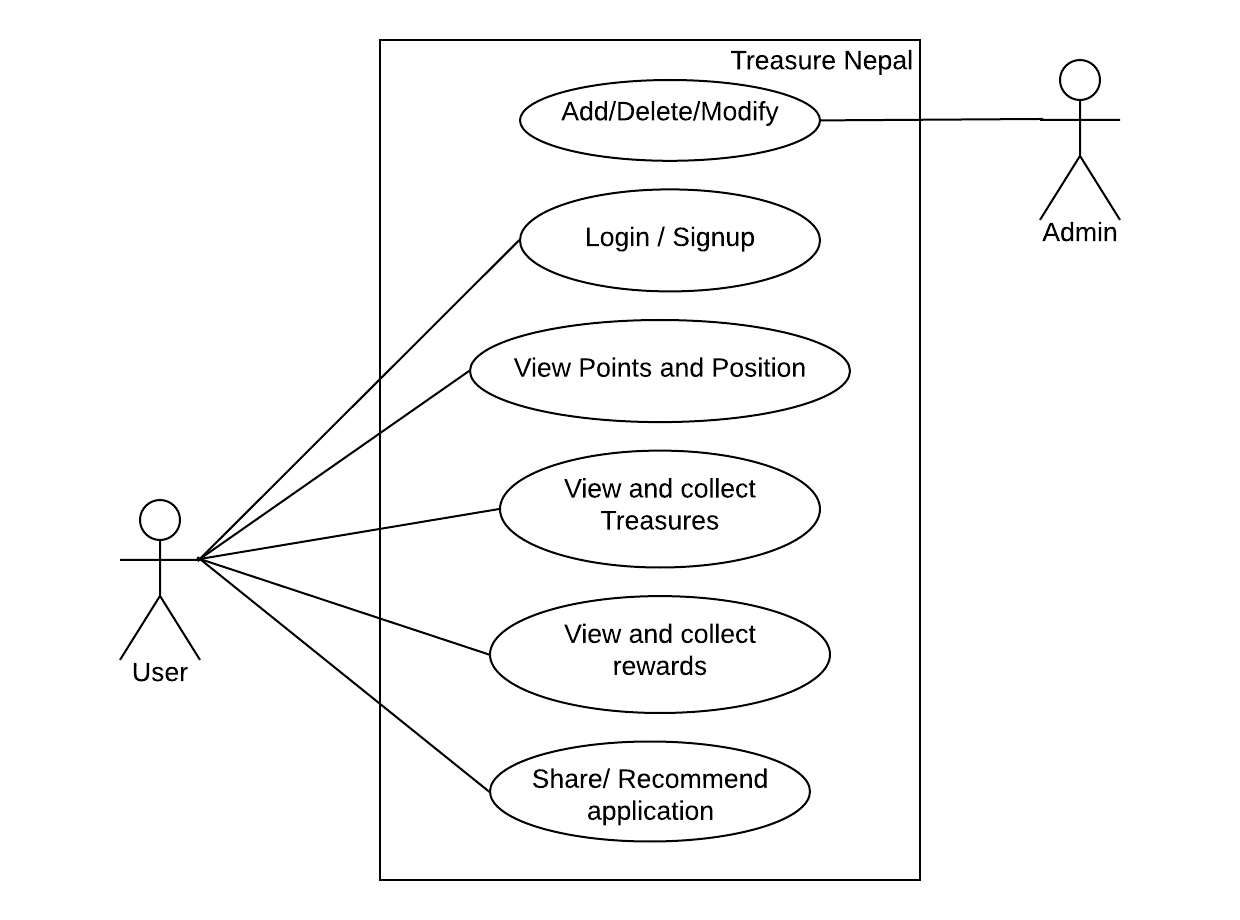 Treasure Nepal
Add/Delete/Modify
Login / Signup
Admin
View Points and Position
View and collect
Treasures
View and collect
rewards
User
Share/ Recommend
application